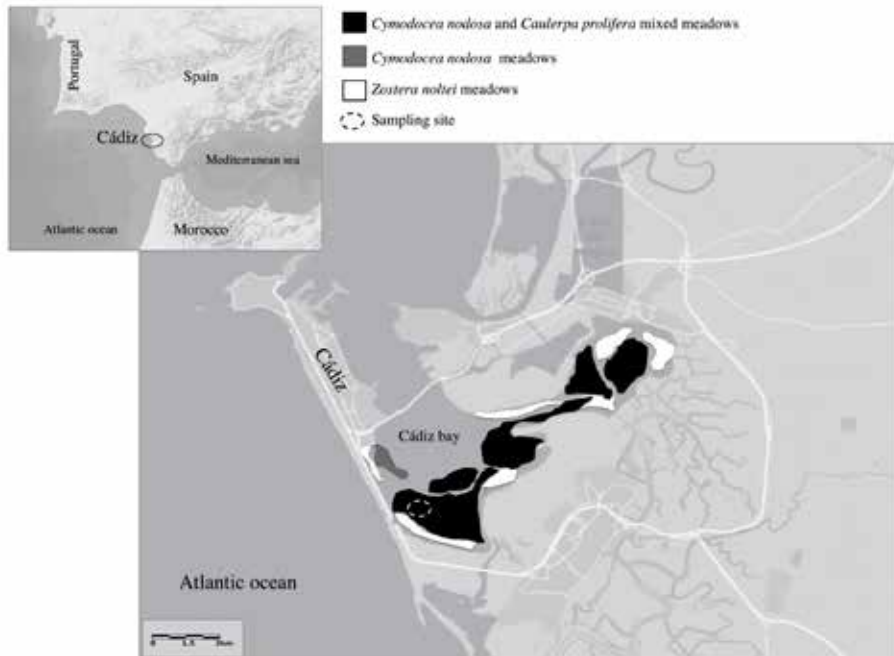 Portugal
Spain
Cádiz
Mediterranean sea
Atlantic ocean
Morocco
Cymodocea nodosa and Caulerpa prolifera mixed meadows
Cymodocea nodosa meadows
Zostera noltei meadows
Sampling site
Cádiz
Cádiz bay
Atlantic ocean
0